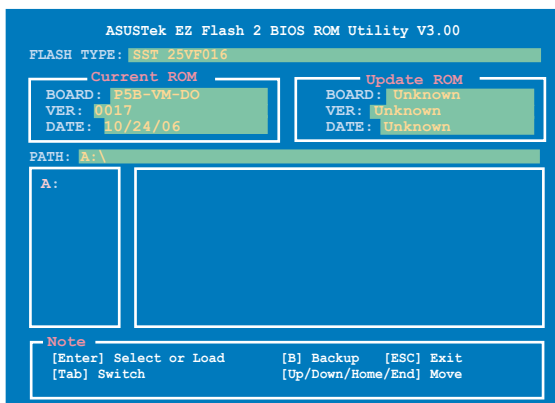 ASUSTek EZ Flash 2 BIOS ROM Utility V3.00
FLASH TYPE: SST 25VF016
Current ROM
BOARD: P5B-VM-DO
VER: 0017
DATE: 10/24/06
Update ROM
BOARD: Unknown
VER: Unknown
DATE: Unknown
PATH: A:\
A:
Note
[Enter] Select or Load [B] Backup [ESC] Exit
[Tab] Switch [Up/Down/Home/End] Move